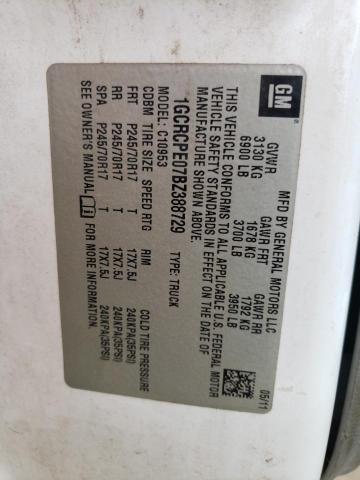 GM
MFD BY GENERAL MOTORS LLC 05/11
GVWR GAWR FRT GAWR RR
3130 KG 1678 KG 1792 KG
6900 LB 3700 LB 3950 LB
THIS VEHICLE CONFORMS TO ALL APPLICABLE U.S. FEDERAL MOTOR
VEHICLE SAFETY STANDARDS IN EFFECT ON THE DATE OF
MANUFACTURE SHOWN ABOVE.
1GCRCPE07BZ388729 TYPE: TRUCK
MODEL: C10953
CDBM TIRE SIZE SPEED RTG RIM COLD TIRE PRESSURE
FRT P245/70R17 T 17X7.5J 240KPA(35PSI)
RR P245/70R17 T 17X7.5J 240KPA(35PSI)
SPA P245/70R17 T 17X7.5J 240KPA(35PSI)
SEE OWNER'S MANUAL FOR MORE INFORMATION.